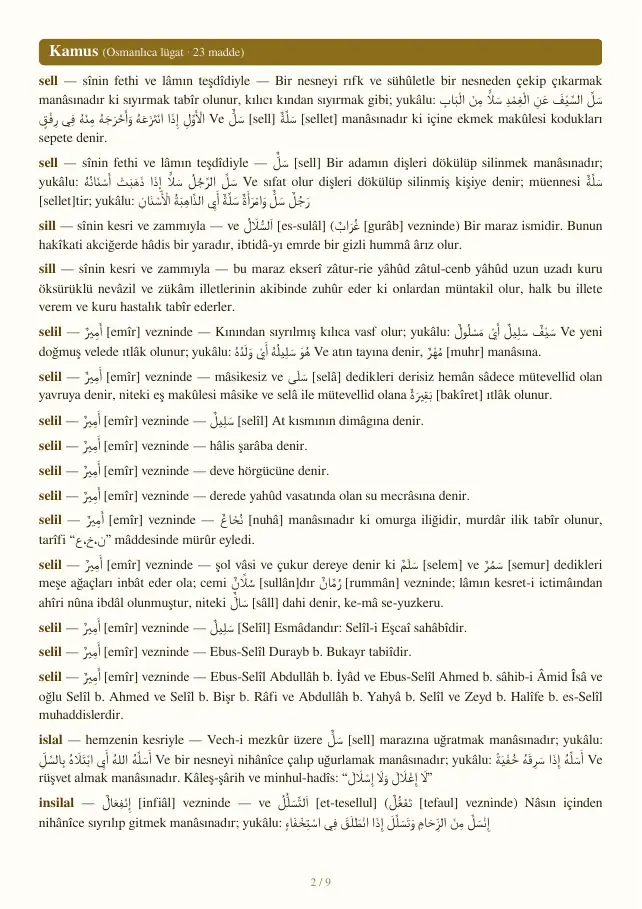 Kamus (Osmanlıca lügat · 23 madde)
sell — sînin fethi ve lâmın teşdîdiyle — Bir nesneyi rıfk ve sühûletle bir nesneden çekip çıkarmak
manâsınadır ki sıyırmak tabîr olunur, kılıcı kından sıyırmak gibi; yukâlu: سَلَّ السَّيْفَ عَنِ الْغِمْدِ سَلاًّ مِنَ الْبَابِ
الْأَوَّلِ إِذَا انْتَزَعَهُ وَأَخْرَجَهُ مِنْهُ فِي رِفْقٍ Ve سَلٌّ [sell] سَلَّةٌ [sellet] manâsınadır ki içine ekmek makûlesi kodukları
sepete denir.
sell — sînin fethi ve lâmın teşdîdiyle — سَلٌّ [sell] Bir adamın dişleri dökülüp silinmek manâsınadır;
yukâlu: سَلَّ الرَّجُلُ سَلاًّ إِذَا ذَهَبَتْ أَسْنَانُهُ Ve sıfat olur dişleri dökülüp silinmiş kişiye denir; müennesi سَلَّةٌ
[sellet]tir; yukâlu: رَجُلٌ سَلٌّ وَامْرَأَةٌ سَلَّةٌ أَيِ الذَّاهِبَةُ الْأَسْنَانِ
sill — sînin kesri ve zammıyla — ve اَلسُّلَالُ [es-sulâl] (غُرَابٌ [gurâb] vezninde) Bir maraz ismidir. Bunun
hakîkati akciğerde hâdis bir yaradır, ibtidâ-yı emrde bir gizli hummâ ârız olur.
sill — sînin kesri ve zammıyla — bu maraz ekserî zâtur-rie yâhûd zâtul-cenb yâhûd uzun uzadı kuru
öksürüklü nevâzil ve zükâm illetlerinin akibinde zuhûr eder ki onlardan müntakil olur, halk bu illete
verem ve kuru hastalık tabîr ederler.
selil — أَمِيرٌ [emîr] vezninde — Kınından sıyrılmış kılıca vasf olur; yukâlu: سَيْفٌ سَلِيلٌ أَيْ مَسْلُولٌ Ve yeni
doğmuş velede ıtlâk olunur; yukâlu: هُوَ سَلِيلُهُ أَيْ وَلَدُهُ Ve atın tayına denir, مُهْرٌ [muhr] manâsına.
selil — أَمِيرٌ [emîr] vezninde — mâsikesiz ve سَلَى [selâ] dedikleri derisiz hemân sâdece mütevellid olan
yavruya denir, niteki eş makûlesi mâsike ve selâ ile mütevellid olana بَقِيرَةٌ [bakîret] ıtlâk olunur.
selil — أَمِيرٌ [emîr] vezninde — سَلِيلٌ [selîl] At kısmının dimâgına denir.
selil — أَمِيرٌ [emîr] vezninde — hâlis şarâba denir.
selil — أَمِيرٌ [emîr] vezninde — deve hörgücüne denir.
selil — أَمِيرٌ [emîr] vezninde — derede yahûd vasatında olan su mecrâsına denir.
selil — أَمِيرٌ [emîr] vezninde — نُخَاعٌ [nuhâ] manâsınadır ki omurga iliğidir, murdâr ilik tabîr olunur,
tarîfi “ن،خ،ع” mâddesinde mürûr eyledi.
selil — أَمِيرٌ [emîr] vezninde — şol vâsi ve çukur dereye denir ki سَلَمٌ [selem] ve سَمُرٌ [semur] dedikleri
meşe ağaçları inbât eder ola; cemi سُلَّانٌ [sullân]dır رُمَّانٌ [rummân] vezninde; lâmın kesret-i ictimâından
ahîri nûna ibdâl olunmuştur, niteki سَالٌّ [sâll] dahi denir, ke-mâ se-yuzkeru.
selil — أَمِيرٌ [emîr] vezninde — سَلِيلٌ [Selîl] Esmâdandır: Selîl-i Eşcaî sahâbîdir.
selil — أَمِيرٌ [emîr] vezninde — Ebus-Selîl Durayb b. Bukayr tabiîdir.
selil — أَمِيرٌ [emîr] vezninde — Ebus-Selîl Abdullâh b. İyâd ve Ebus-Selîl Ahmed b. sâhib-i Âmid Îsâ ve
oğlu Selîl b. Ahmed ve Selîl b. Bişr b. Râfi ve Abdullâh b. Yahyâ b. Selîl ve Zeyd b. Halîfe b. es-Selîl
muhaddislerdir.
islal — hemzenin kesriyle — Vech-i mezkûr üzere سَلٌّ [sell] marazına uğratmak manâsınadır; yukâlu:
أَسَلَّهُ اللهُ أَيِ ابْتَلَاهُ بِالسِّلِّ Ve bir nesneyi nihânîce çalıp uğurlamak manâsınadır; yukâlu: أَسَلَّهُ إِذَا سَرِقَهُ خُفْيَةً Ve
rüşvet almak manâsınadır. Kâleş-şârih ve minhul-hadîs: “لَا إِغْلَالَ وَلَا إِسْلَالَ”
insilal — إِنْفِعَالٌ [infiâl] vezninde — ve اَلتَّسَلُّلُ [et-tesellul] (تَفَعُّلٌ [tefaul] vezninde) Nâsın içinden
nihânîce sıyrılıp gitmek manâsınadır; yukâlu: إِنْسَلَّ مِنَ الزِّحَامِ وَتَسَلَّلَ إِذَا انْطَلَقَ فِي اسْتِخْفَاءٍ
2 / 9